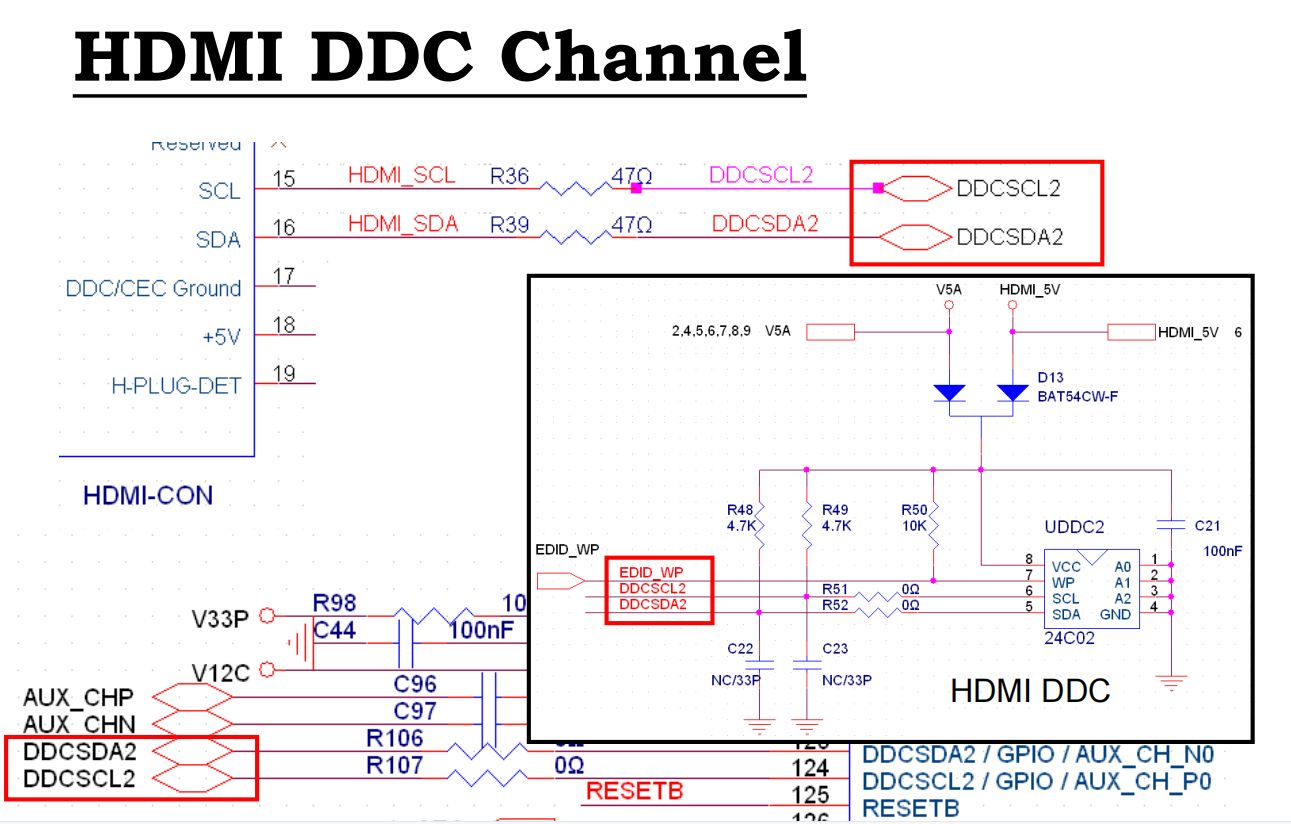 HDMI DDC Channel
Reserved
SCL 15 HDMI_SCL R36 47Ω DDCSCL2 DDCSCL2
SDA 16 HDMI_SDA R39 47Ω DDCSDA2 DDCSDA2
DDC/CEC Ground 17
+5V 18
H-PLUG-DET 19
HDMI-CON
V5A HDMI_5V
2,4,5,6,7,8,9 V5A HDMI_5V 6
D13
BAT54CW-F
R48 R49 R50
4.7K 4.7K 10K
UDDC2 C21
100nF
EDID_WP
8 VCC A0 1
EDID_WP 7 WP A1 2
DDCSCL2 R51 0Ω 6 SCL A2 3
DDCSDA2 R52 0Ω 5 SDA GND 4
24C02
C22 C23
NC/33P NC/33P
HDMI DDC
V33P R98 10
C44 100nF
V12C
AUX_CHP C96
AUX_CHN C97
DDCSDA2 R106 DDCSDA2 / GPIO / AUX_CH_N0
DDCSCL2 R107 0Ω 124 DDCSCL2 / GPIO / AUX_CH_P0
RESETB 125 RESETB